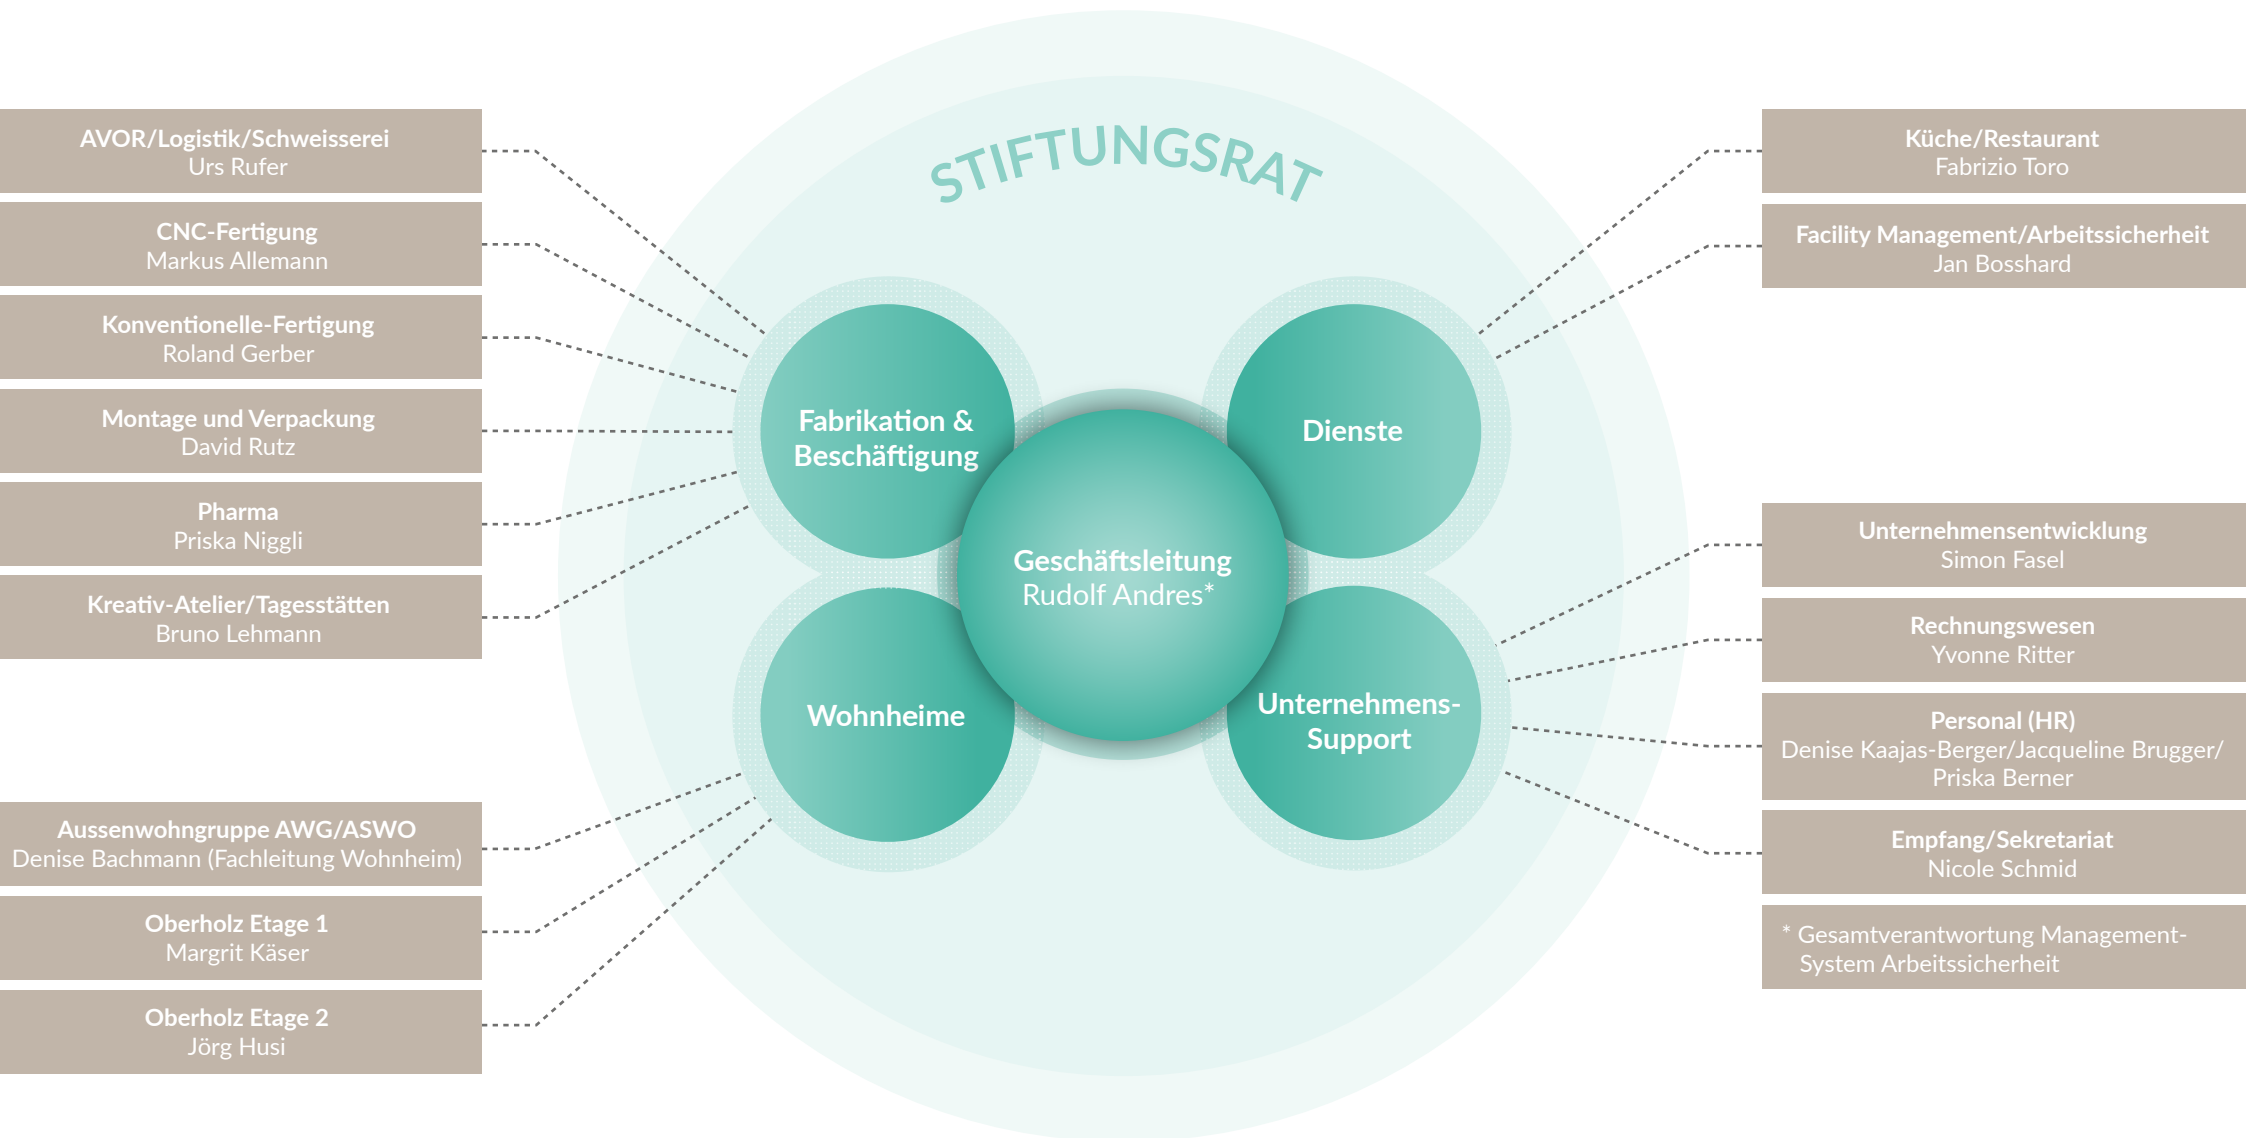 STIFTUNGSRAT
AVOR/Logistik/Schweisserei
Urs Rufer
CNC-Fertigung
Markus Allemann
Konventionelle-Fertigung
Roland Gerber
Montage und Verpackung
David Rutz
Pharma
Priska Niggli
Kreativ-Atelier/Tagesstätten
Bruno Lehmann
Aussenwohngruppe AWG/ASWO
Denise Bachmann (Fachleitung Wohnheim)
Oberholz Etage 1
Margrit Käser
Oberholz Etage 2
Jörg Husi
Fabrikation &
Beschäftigung
Wohnheime
Geschäftsleitung
Rudolf Andres*
Dienste
Unternehmens-
Support
Küche/Restaurant
Fabrizio Toro
Facility Management/Arbeitssicherheit
Jan Bosshard
Unternehmensentwicklung
Simon Fasel
Rechnungswesen
Yvonne Ritter
Personal (HR)
Denise Kaajas-Berger/Jacqueline Brugger/
Priska Berner
Empfang/Sekretariat
Nicole Schmid
* Gesamtverantwortung Management-
System Arbeitssicherheit